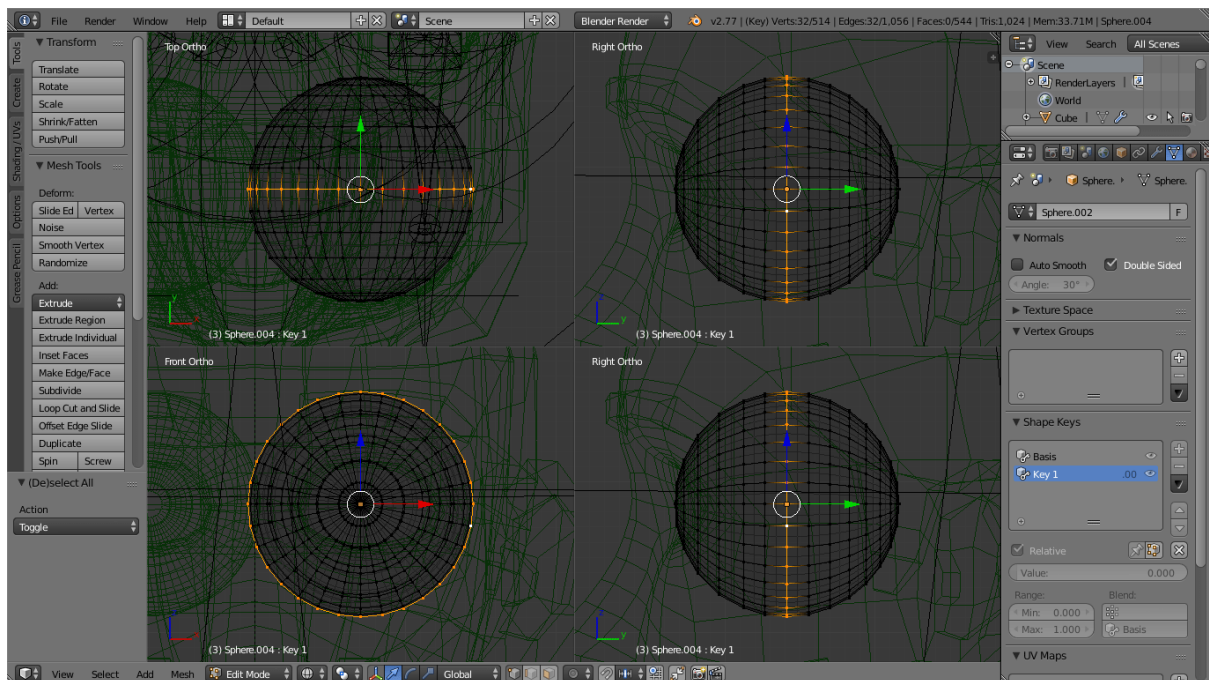 File Render Window Help Default Scene Blender Render v2.77 | (Key) Verts:32/514 | Edges:32/1,056 | Faces:0/544 | Tris:1,024 | Mem:33.71M | Sphere.004
Tools
Create
Shading / UVs
Options
Grease Pencil
Transform
Translate
Rotate
Scale
Shrink/Fatten
Push/Pull
Mesh Tools
Deform:
Slide Ed Vertex
Noise
Smooth Vertex
Randomize
Add:
Extrude
Extrude Region
Extrude Individual
Inset Faces
Make Edge/Face
Subdivide
Loop Cut and Slide
Offset Edge Slide
Duplicate
Spin Screw
(De)select All
Action
Toggle
Top Ortho
y
x
(3) Sphere.004 : Key 1
Right Ortho
z
y
(3) Sphere.004 : Key 1
Front Ortho
z
x
(3) Sphere.004 : Key 1
Right Ortho
z
y
(3) Sphere.004 : Key 1
View Select Add Mesh Edit Mode Global
View Search All Scenes
Scene
RenderLayers |
World
Cube |
Sphere. Sphere.
Sphere.002 F
Normals
Auto Smooth Double Sided
Angle: 30°
Texture Space
Vertex Groups
Shape Keys
Basis
Key 1 .00
Relative
Value: 0.000
Range: Blend:
Min: 0.000
Max: 1.000 Basis
UV Maps